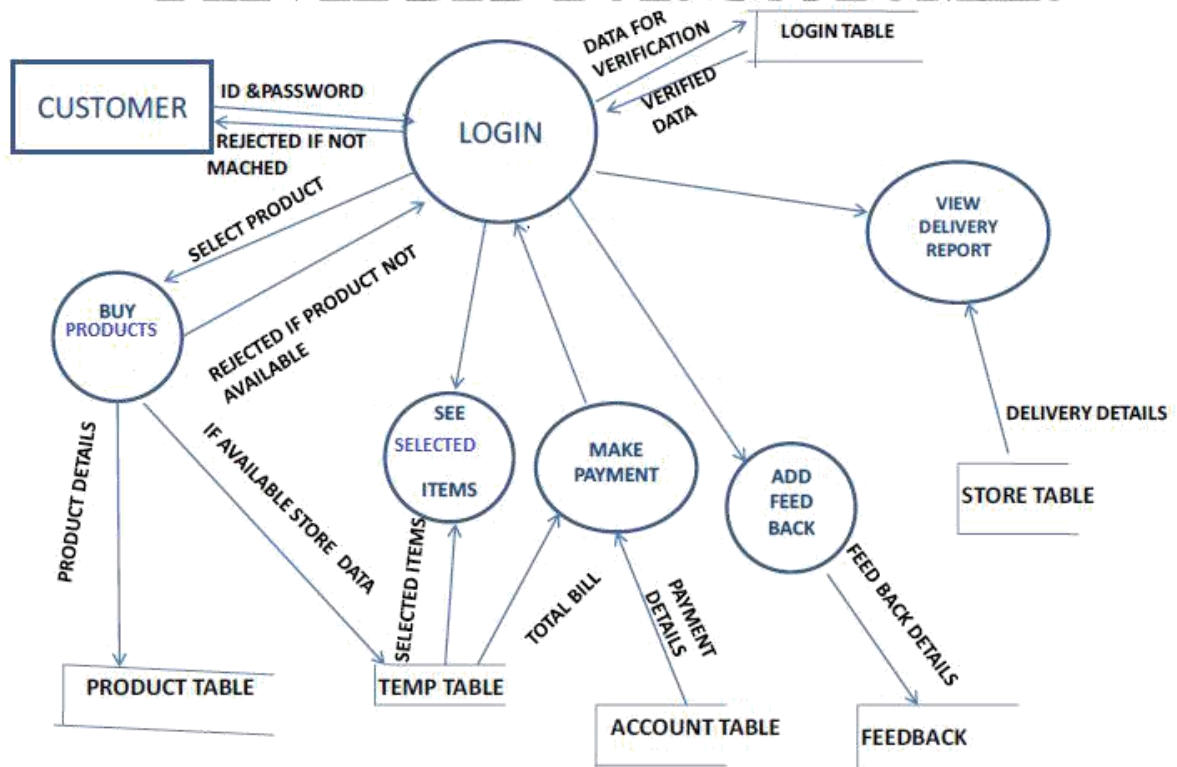 DATA FOR
VERIFICATION
LOGIN TABLE
CUSTOMER
ID &PASSWORD
LOGIN
VERIFIED
DATA
REJECTED IF NOT
MACHED
SELECT PRODUCT
VIEW
DELIVERY
REPORT
BUY
PRODUCTS
REJECTED IF PRODUCT NOT
AVAILABLE
SEE
SELECTED
ITEMS
MAKE
PAYMENT
ADD
FEED
BACK
DELIVERY DETAILS
STORE TABLE
PRODUCT DETAILS
IF AVAILABLE STORE DATA
SELECTED ITEMS
TOTAL BILL
PAYMENT
DETAILS
FEED BACK DETAILS
PRODUCT TABLE
TEMP TABLE
ACCOUNT TABLE
FEEDBACK